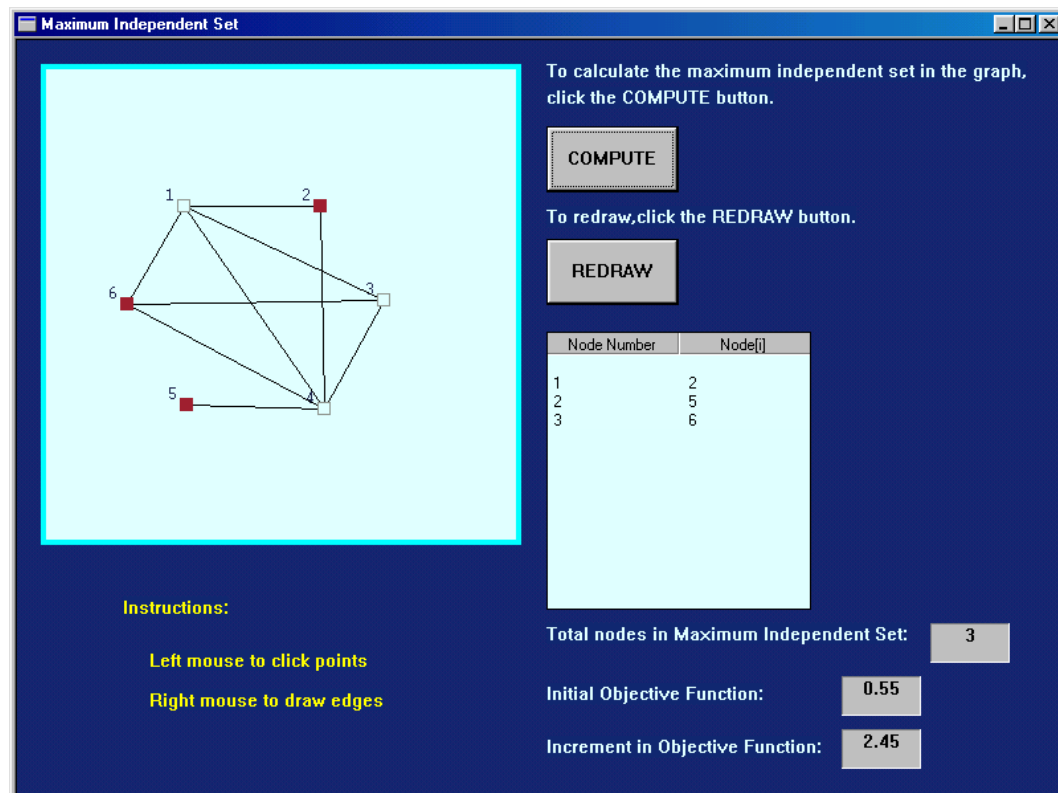 Maximum Independent Set
To calculate the maximum independent set in the graph,
click the COMPUTE button.
COMPUTE
To redraw,click the REDRAW button.
REDRAW
1
2
3
6
5
4
Node Number Node[i]
1 2
2 5
3 6
Total nodes in Maximum Independent Set: 3
Initial Objective Function: 0.55
Increment in Objective Function: 2.45
Instructions:
Left mouse to click points
Right mouse to draw edges